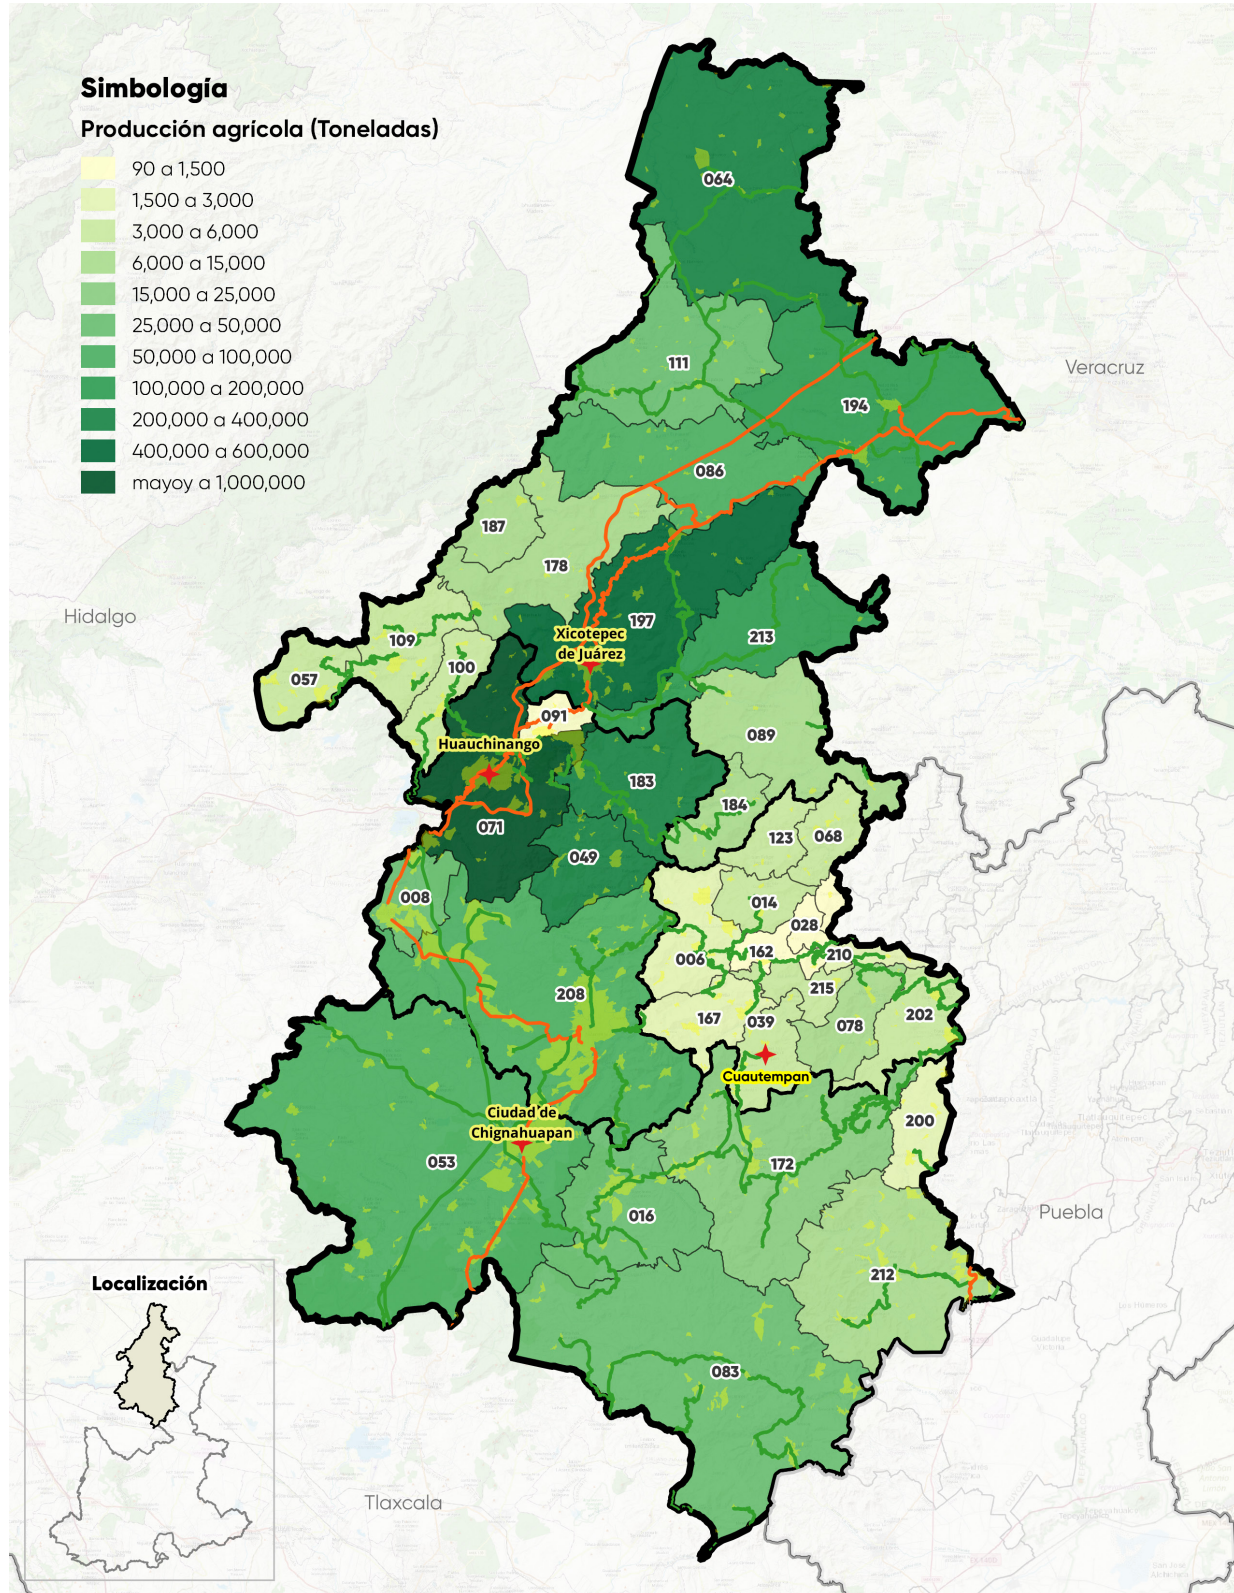 Simbología
Producción agrícola (Toneladas)
90 a 1,500
1,500 a 3,000
3,000 a 6,000
6,000 a 15,000
15,000 a 25,000
25,000 a 50,000
50,000 a 100,000
100,000 a 200,000
200,000 a 400,000
400,000 a 600,000
mayoy a 1,000,000
064
111
Veracruz
194
086
187
178
Hidalgo
197
Xicotepec
de Juárez
213
109
100
057
091
Huauchinango
089
183
184
071
123
068
049
008
014
028
006
162
210
208
215
167
039
078
202
Cuautempan
Ciudad de
Chignahuapan
200
053
172
016
Puebla
212
Localización
083
Tlaxcala